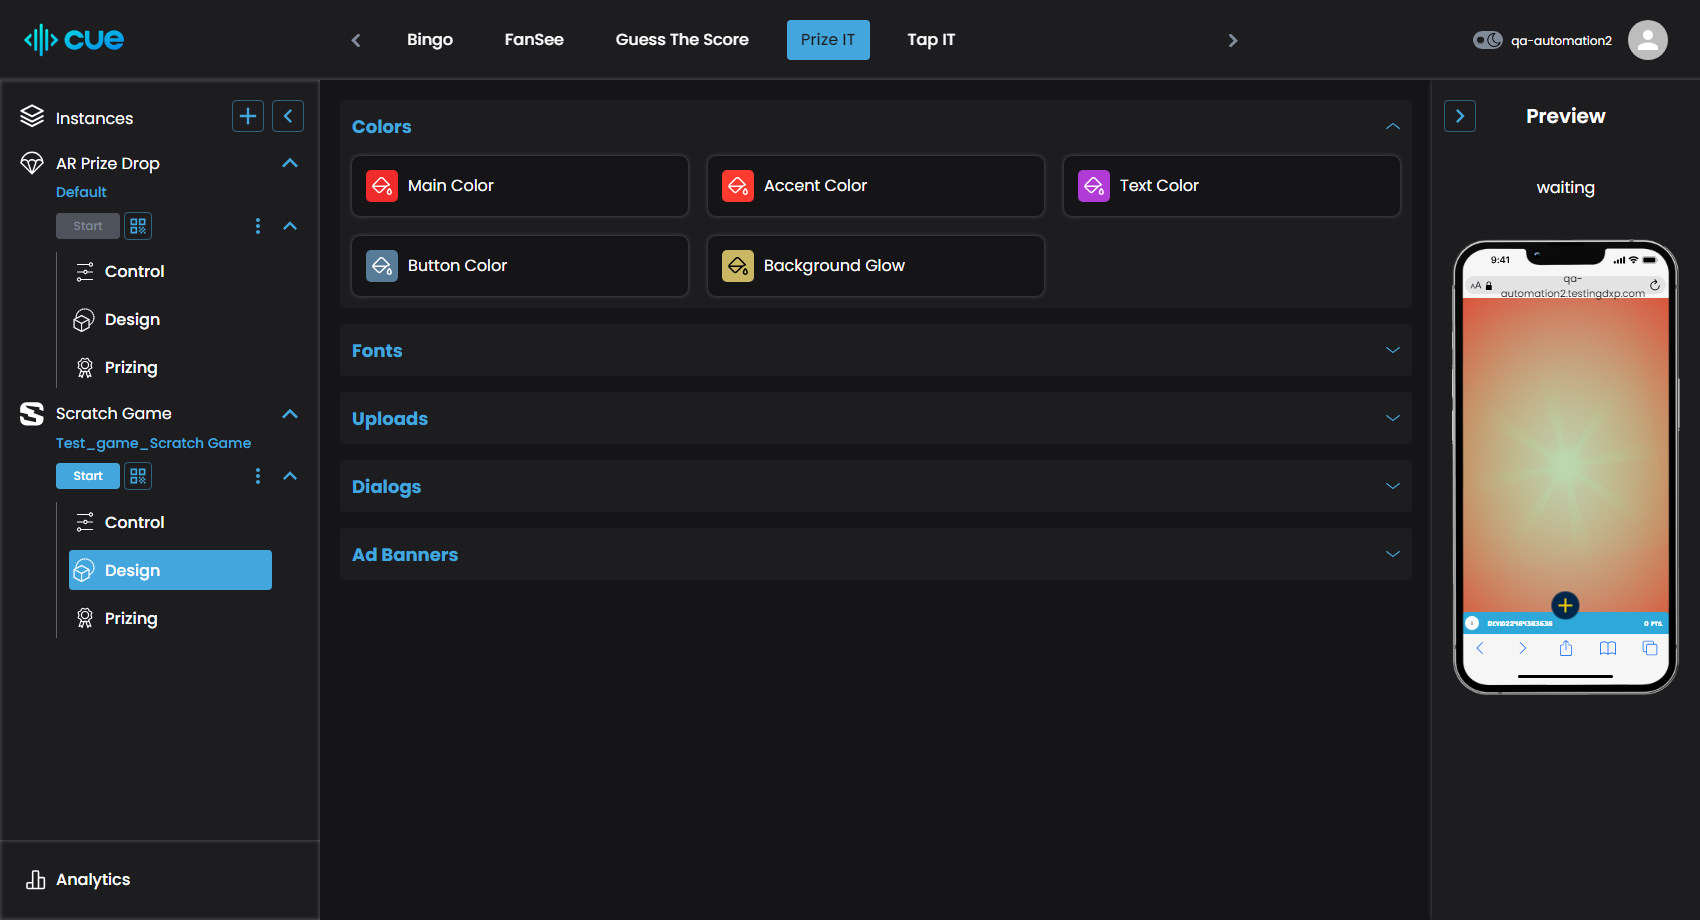 cue
Bingo
FanSee
Guess The Score
Prize IT
Tap IT
qa-automation2
Instances
AR Prize Drop
Default
Start
Control
Design
Prizing
Scratch Game
Test_game_Scratch Game
Start
Control
Design
Prizing
Analytics
Colors
Main Color
Accent Color
Text Color
Button Color
Background Glow
Fonts
Uploads
Dialogs
Ad Banners
Preview
waiting
9:41
AA
qa-
automation2.testingdxp.com
0 PTS.